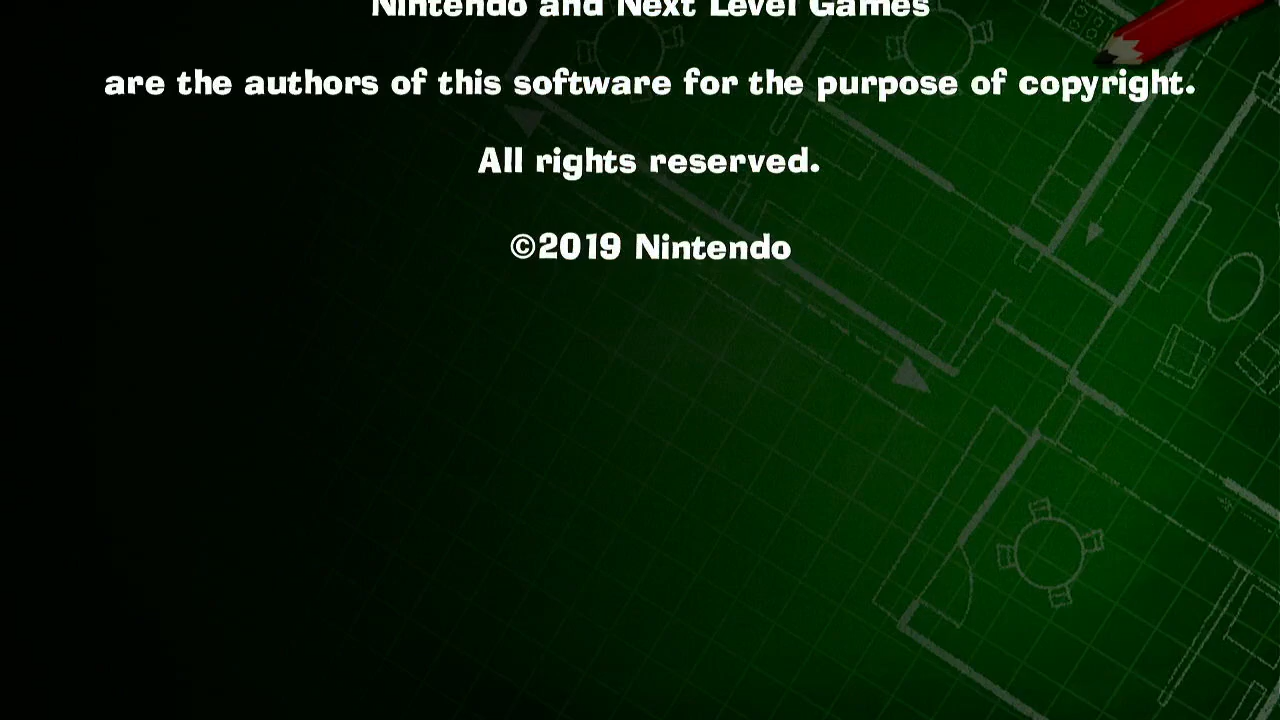 Nintendo and Next Level Games
are the authors of this software for the purpose of copyright.
All rights reserved.
©2019 Nintendo